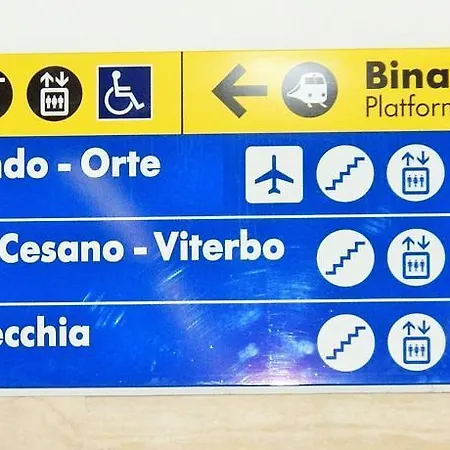 Bina
Platform
ndo - Orte
Cesano - Viterbo
ecchia